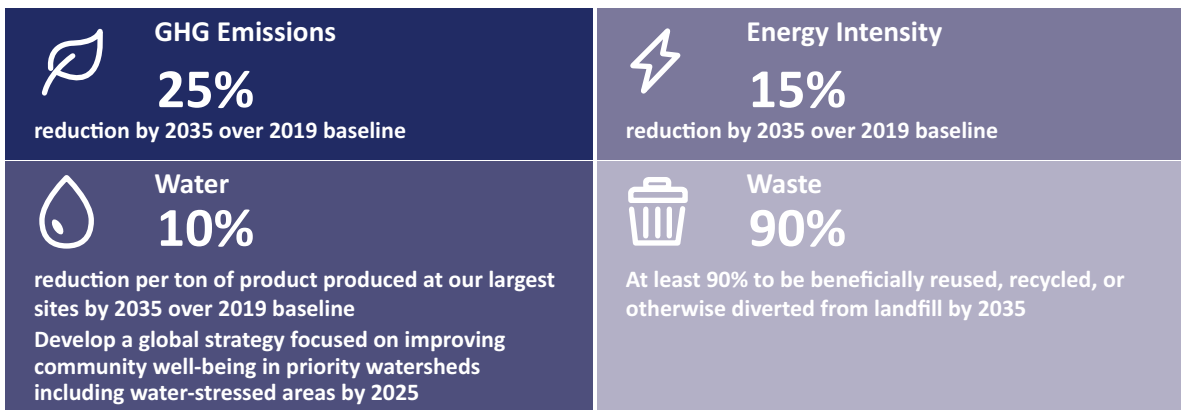 GHG Emissions
25%
reduction by 2035 over 2019 baseline
Energy Intensity
15%
reduction by 2035 over 2019 baseline
Water
10%
reduction per ton of product produced at our largest
sites by 2035 over 2019 baseline
Develop a global strategy focused on improving
community well-being in priority watersheds
including water-stressed areas by 2025
Waste
90%
At least 90% to be beneficially reused, recycled, or
otherwise diverted from landfill by 2035